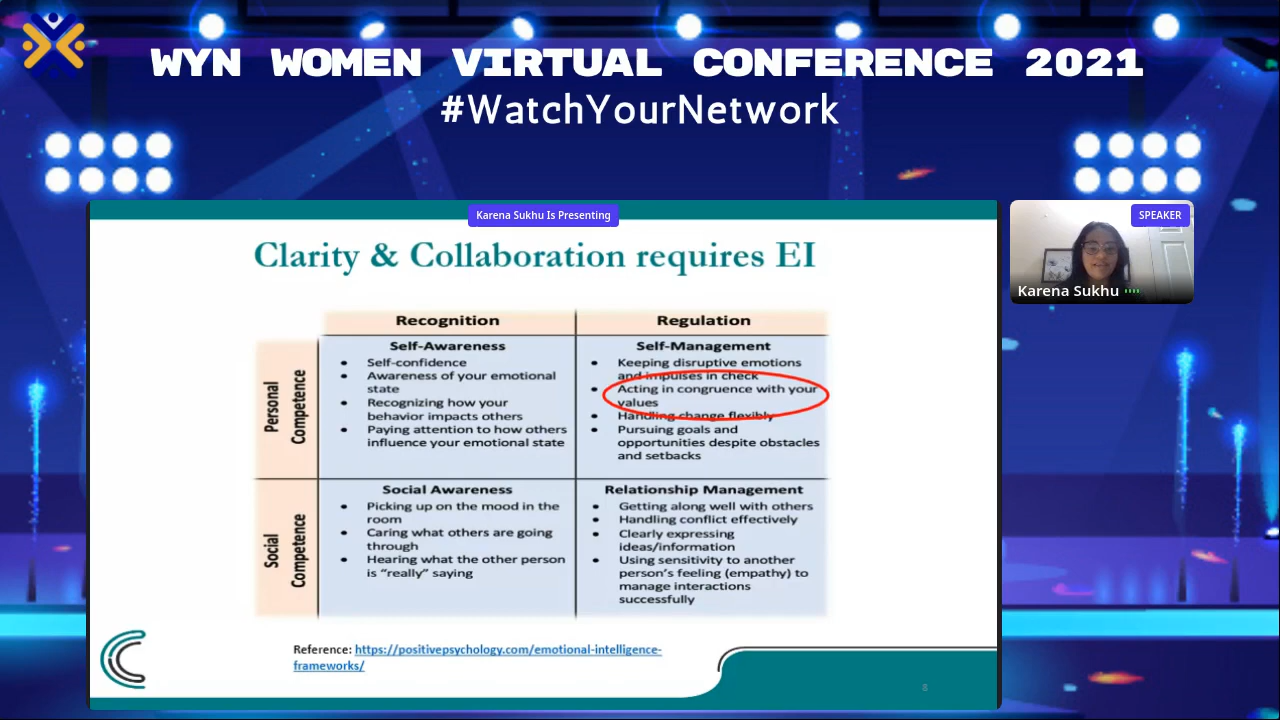 WYN WOMEN VIRTUAL CONFERENCE 2021
#WatchYourNetwork
Karena Sukhu Is Presenting
SPEAKER
Karena Sukhu
Clarity & Collaboration requires EI
Recognition
Regulation
Personal
Competence
Self-Awareness
• Self-confidence
• Awareness of your emotional
state
• Recognizing how your
behavior impacts others
• Paying attention to how others
influence your emotional state
Self-Management
• Keeping disruptive emotions
and impulses in check
• Acting in congruence with your
values
• Handling change flexibly
• Pursuing goals and
opportunities despite obstacles
and setbacks
Social
Competence
Social Awareness
• Picking up on the mood in the
room
• Caring what others are going
through
• Hearing what the other person
is “really” saying
Relationship Management
• Getting along well with others
• Handling conflict effectively
• Clearly expressing
ideas/information
• Using sensitivity to another
person's feeling (empathy) to
manage interactions
successfully
Reference: https://positivepsychology.com/emotional-intelligence-
frameworks/